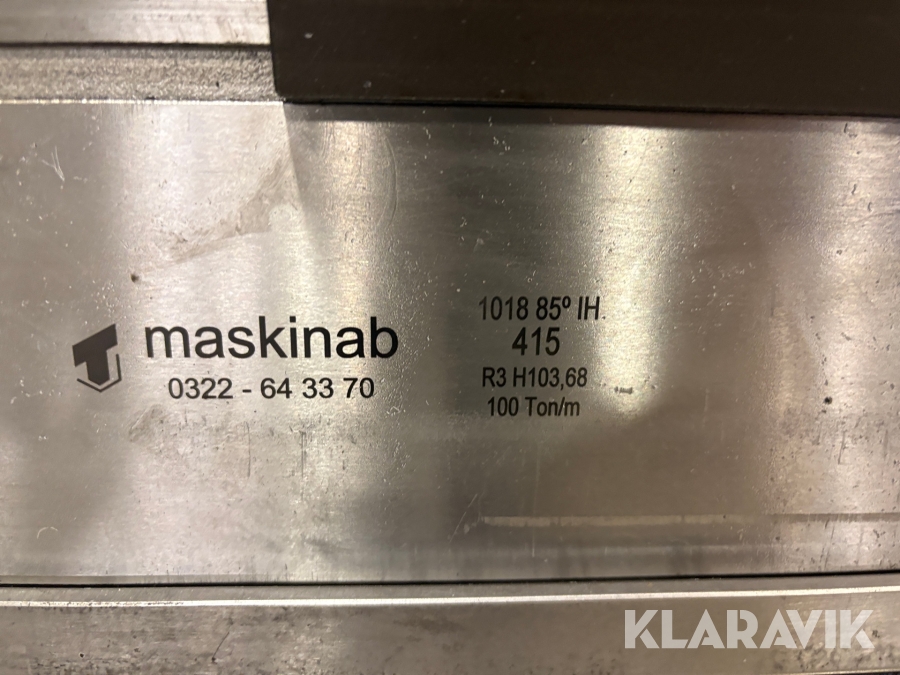 maskinab
0322 - 64 33 70
1018 85º IH
415
R3 H103,68
100 Ton/m
KLARAVIK